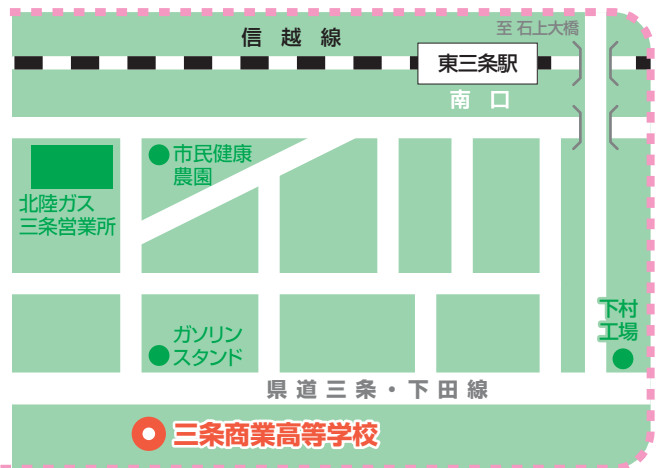 至 石上大橋
信越線
東三条駅
南口
市民健康
農園
北陸ガス
三条営業所
下村
工場
ガソリン
スタンド
県道三条・下田線
三条商業高等学校